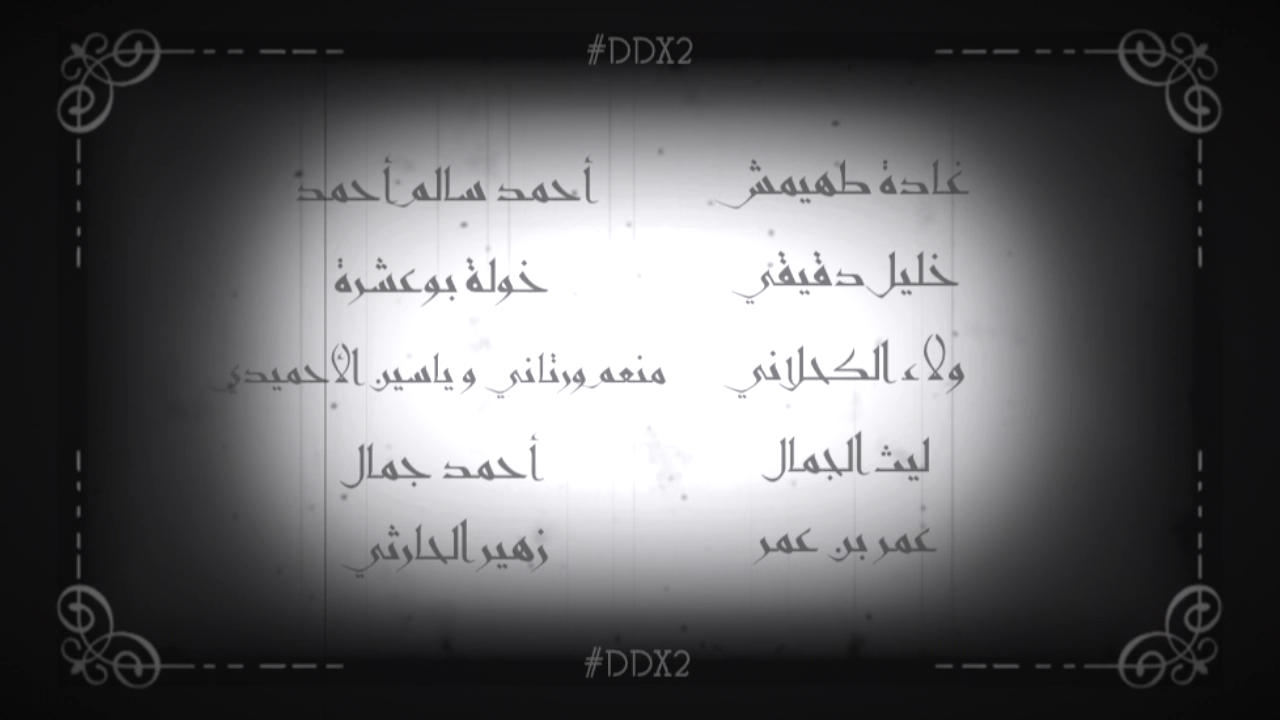 #DDX2
غادة طهيمش أحمد سالم أحمد
خليل دقيقي خولة بوعشرة
ولاء الكحلاني منعم ورتاني و ياسين الأحميدي
ليث الجمال أحمد جمال
عمر بن عمر زهير الحارثي
#DDX2